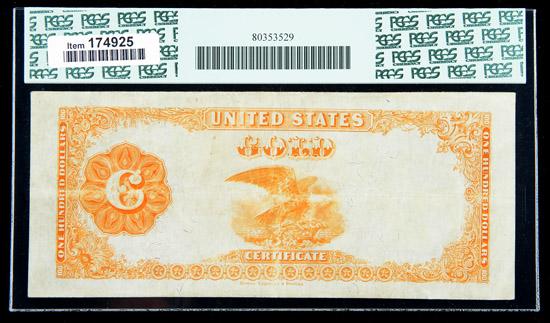 PCGS
Item 174925
80353529
UNITED STATES
GOLD
C
ONE HUNDRED DOLLARS
ONE HUNDRED DOLLARS
CERTIFICATE